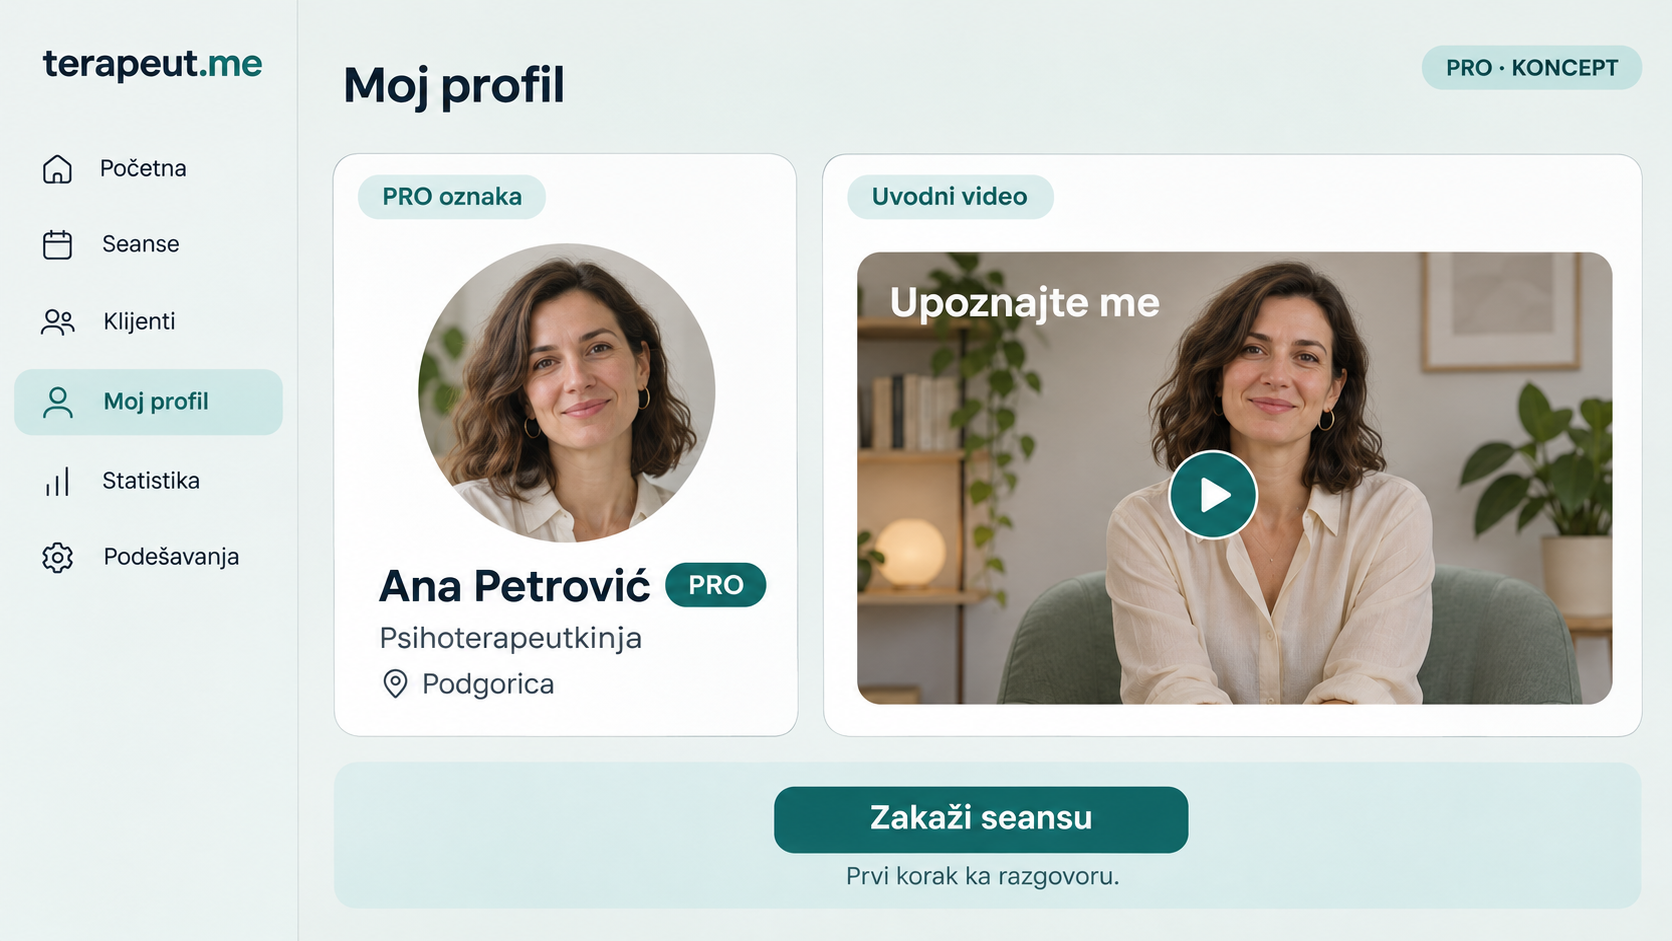 terapeut.me
Početna
Seanse
Klijenti
Moj profil
Statistika
Podešavanja
Moj profil
PRO · KONCEPT
PRO oznaka
Ana Petrović PRO
Psihoterapeutkinja
Podgorica
Uvodni video
Upoznajte me
Zakaži seansu
Prvi korak ka razgovoru.